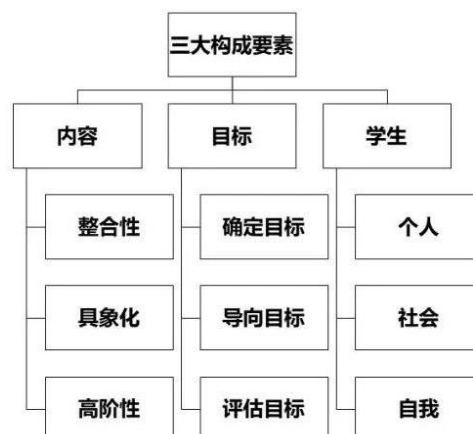 三大构成要素
内容
目标
学生
整合性
确定目标
个人
具象化
导向目标
社会
高阶性
评估目标
自我